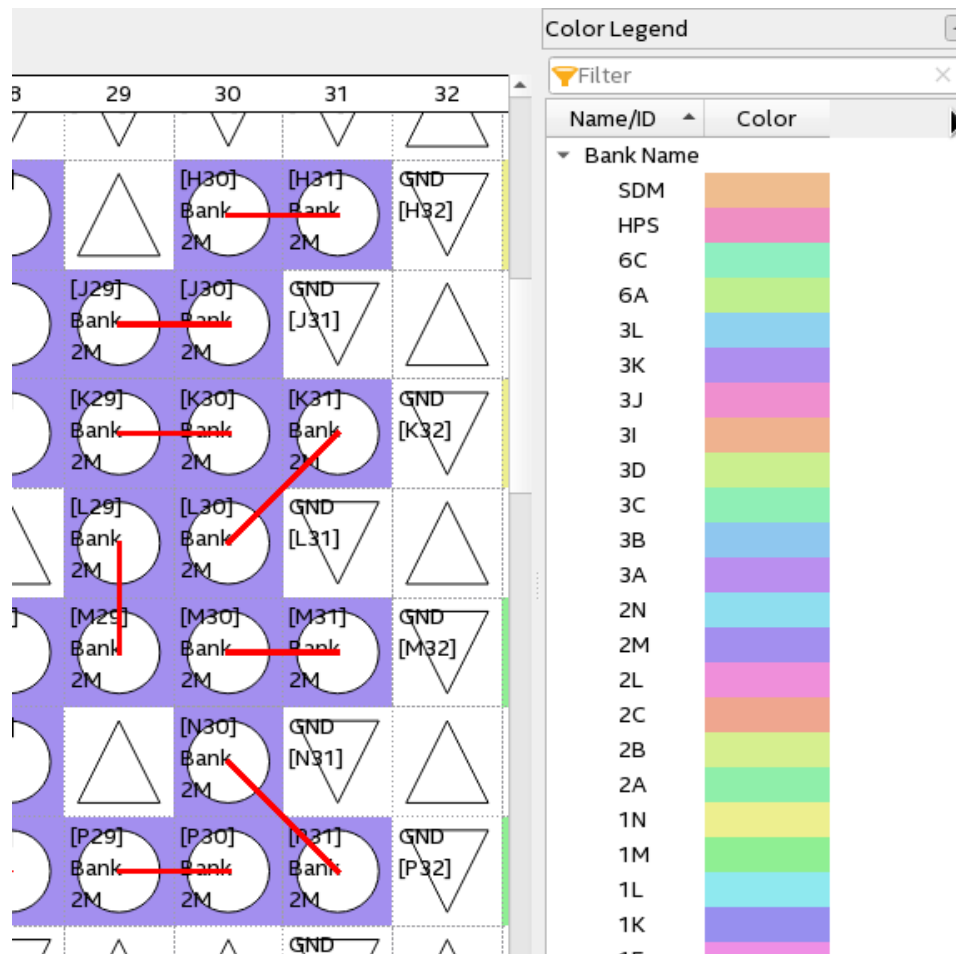 Color Legend
Filter
Name/ID Color
Bank Name
SDM
HPS
6C
6A
3L
3K
3J
3I
3D
3C
3B
3A
2N
2M
2L
2C
2B
2A
1N
1M
1L
1K
29 30 31 32
[H30] [H31] GND
Bank Bank [H32]
2M 2M
[J29] [J30] GND
Bank Bank [J31]
2M 2M
[K29] [K30] [K31] GND
Bank Bank Bank [K32]
2M 2M 2M
[L29] [L30] GND
Bank Bank [L31]
2M 2M
[M29] [M30] [M31] GND
Bank Bank Bank [M32]
2M 2M 2M
[N30] GND
Bank [N31]
2M
[P29] [P30] [P31] GND
Bank Bank Bank [P32]
2M 2M 2M
GND